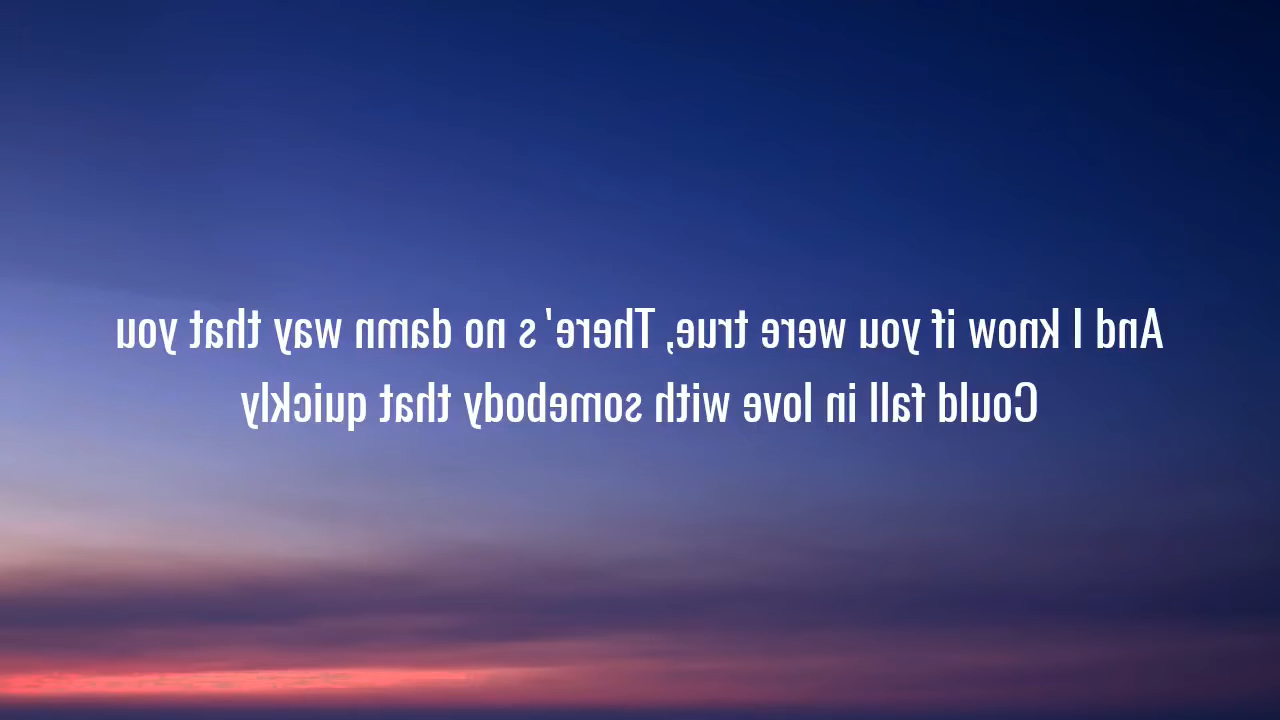 And I know if you were true, There's no damn way that you
Could fall in love with somebody that quickly